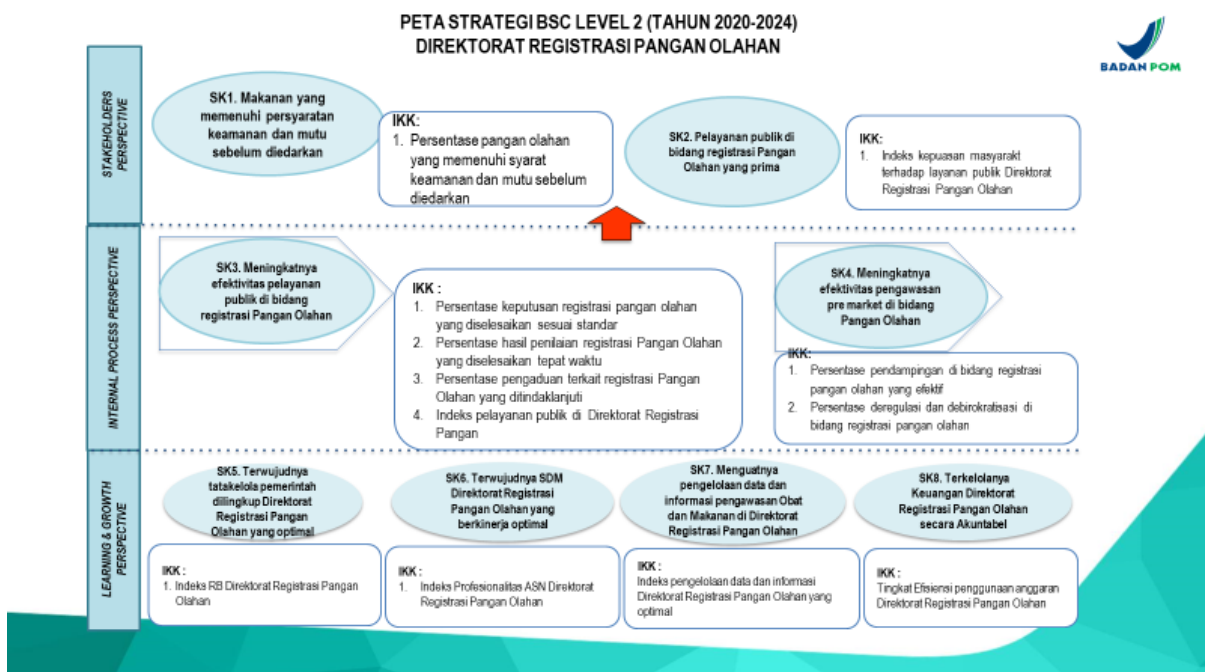 PETA STRATEGI BSC LEVEL 2 (TAHUN 2020-2024)
DIREKTORAT REGISTRASI PANGAN OLAHAN
BADAN POM
STAKEHOLDERS
PERSPECTIVE
SK1. Makanan yang
memenuhi persyaratan
keamanan dan mutu
sebelum diedarkan
IKK:
1. Persentase pangan olahan
yang memenuhi syarat
keamanan dan mutu sebelum
diedarkan
SK2. Pelayanan publik di
bidang registrasi Pangan
Olahan yang prima
IKK:
1. Indeks kepuasan masyarakt
terhadap layanan publik Direktorat
Registrasi Pangan Olahan
INTERNAL PROCESS PERSPECTIVE
SK3. Meningkatnya
efektivitas pelayanan
publik di bidang
registrasi Pangan Olahan
IKK :
1. Persentase keputusan registrasi pangan olahan
yang diselesaikan sesuai standar
2. Persentase hasil penilaian registrasi Pangan Olahan
yang diselesaikan tepat waktu
3. Persentase pengaduan terkait registrasi Pangan
Olahan yang ditindaklanjuti
4. Indeks pelayanan publik di Direktorat Registrasi
Pangan
SK4. Meningkatnya
efektivitas pengawasan
pre market di bidang
Pangan Olahan
IKK:
1. Persentase pendampingan di bidang registrasi
pangan olahan yang efektif
2. Persentase deregulasi dan debirokratisasi di
bidang registrasi pangan olahan
LEARNING & GROWTH
PERSPECTIVE
SK5. Terwujudnya
tatakelola pemerintah
dilingkup Direktorat
Registrasi Pangan
Olahan yang optimal
IKK :
1. Indeks RB Direktorat Registrasi Pangan
Olahan
SK6. Terwujudnya SDM
Direktorat Registrasi
Pangan Olahan yang
berkinerja optimal
IKK :
1. Indeks Profesionalitas ASN Direktorat
Registrasi Pangan Olahan
SK7. Menguatnya
pengelolaan data dan
informasi pengawasan Obat
dan Makanan di Direktorat
Registrasi Pangan Olahan
IKK :
Indeks pengelolaan data dan informasi
Direktorat Registrasi Pangan Olahan yang
optimal
SK8. Terkelolanya
Keuangan Direktorat
Registrasi Pangan Olahan
secara Akuntabel
IKK :
Tingkat Efisiensi penggunaan anggaran
Direktorat Registrasi Pangan Olahan